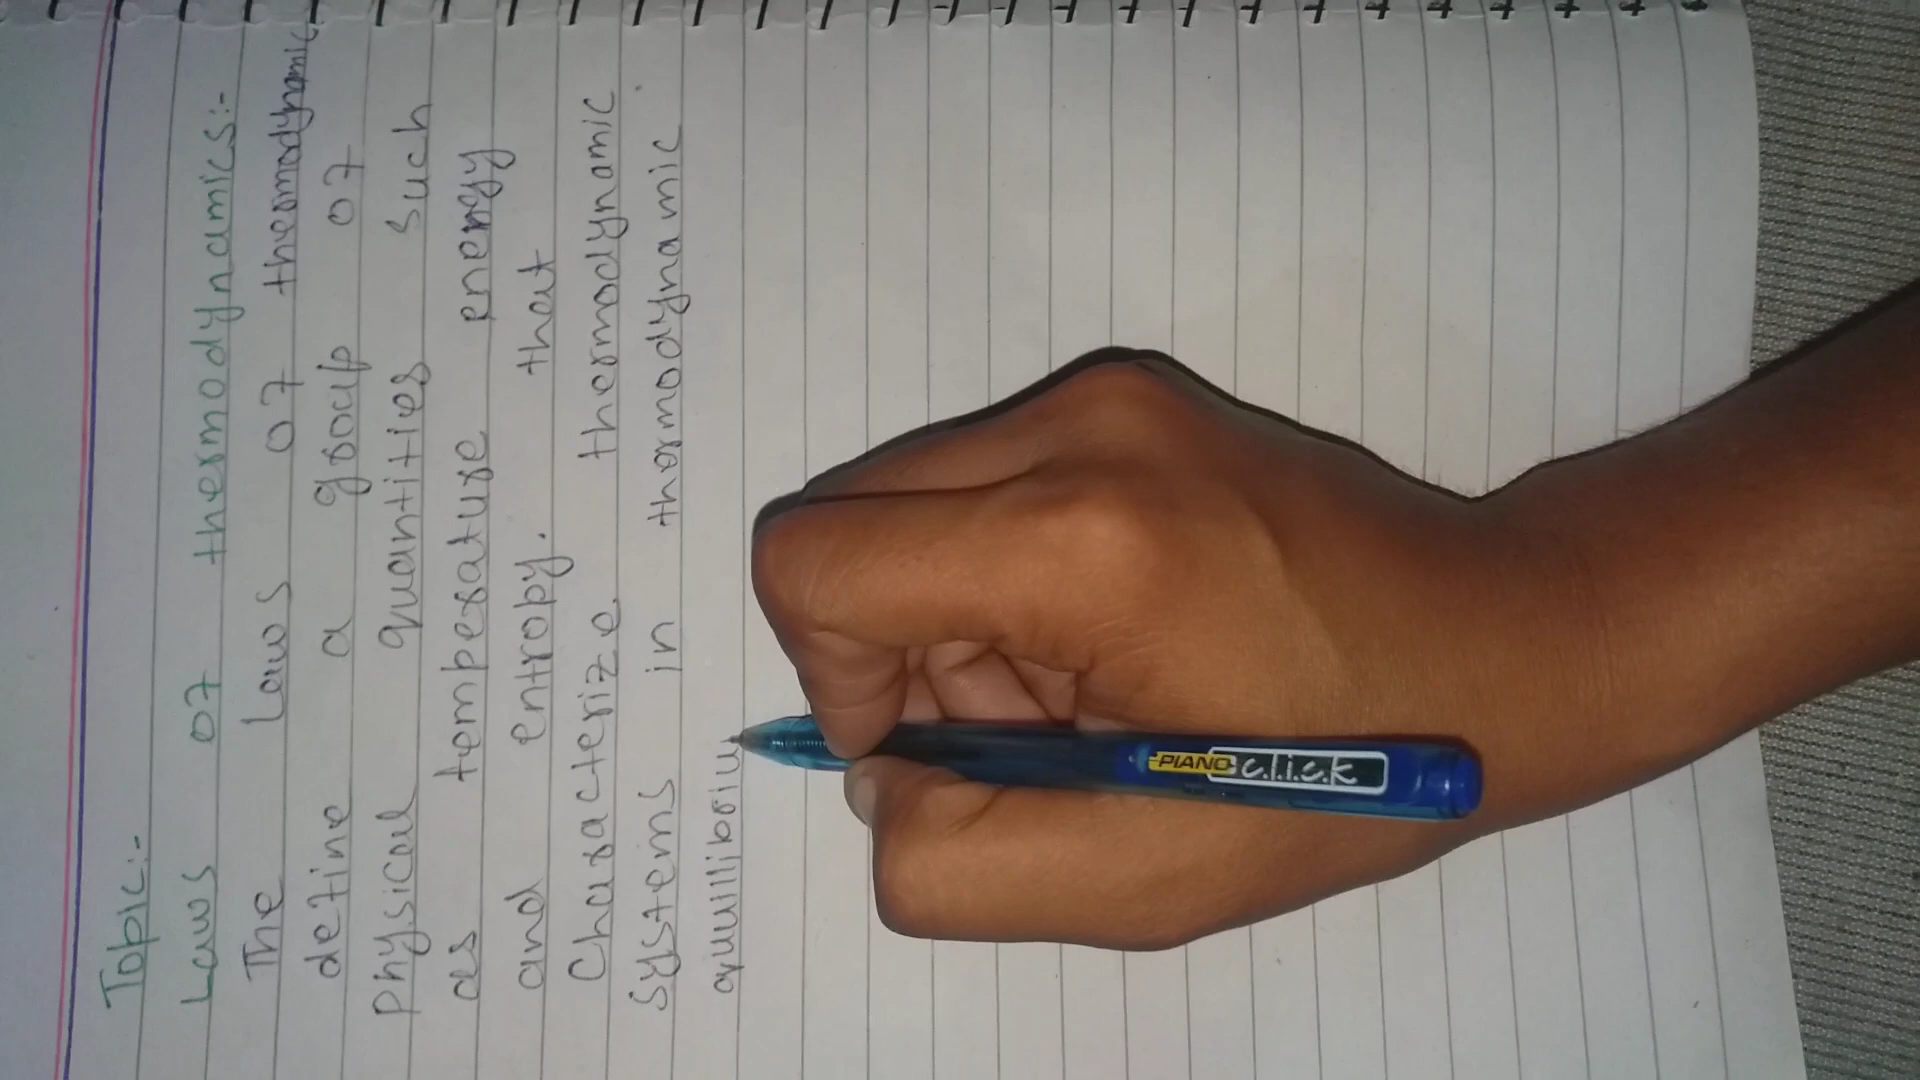 Topic:-
Laws of thermodynamics:-
The Laws of thermodynamic
define a group of
physical quantities such
as temperature energy
and entropy. that
Characterize thermodynamic
Systems in thormodynamic
equilibriu
PIANO click